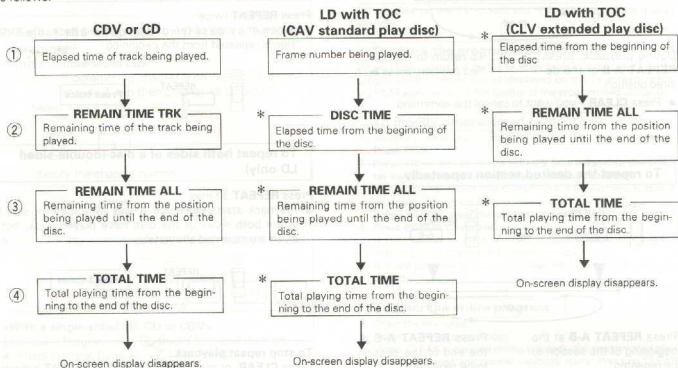 CDV or CD
① Elapsed time of track being played.
② REMAIN TIME TRK
Remaining time of the track being
played.
③ REMAIN TIME ALL
Remaining time from the position
being played until the end of the
disc.
④ TOTAL TIME
Total playing time from the begin-
ning to the end of the disc.
On-screen display disappears.
LD with TOC
(CAV standard play disc)
Frame number being played.
* DISC TIME
Elapsed time from the beginning of
the disc.
* REMAIN TIME ALL
Remaining time from the position
being played until the end of the
disc.
* TOTAL TIME
Total playing time from the begin-
ning to the end of the disc.
On-screen display disappears.
LD with TOC
(CLV extended play disc)
* Elapsed time from the beginning of
the disc
* REMAIN TIME ALL
Remaining time from the position
being played until the end of the
disc.
* TOTAL TIME
Total playing time from the begin-
ning to the end of the disc.
On-screen display disappears.